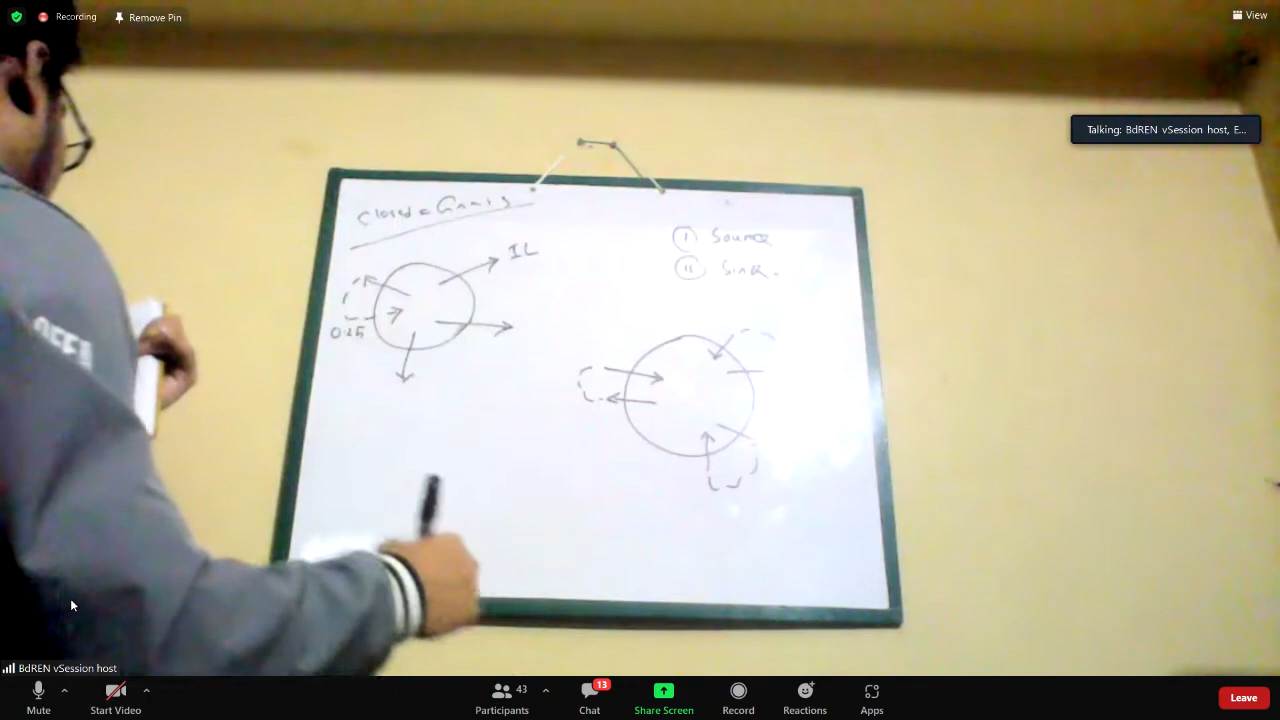 Recording
Remove Pin
View
Talking: BdREN vSession host, E...
Closed
IL
0.25
I Source
II Sink.
BdREN vSession host
Mute
Start Video
43
Participants
13
Chat
Share Screen
Record
Reactions
Apps
Leave